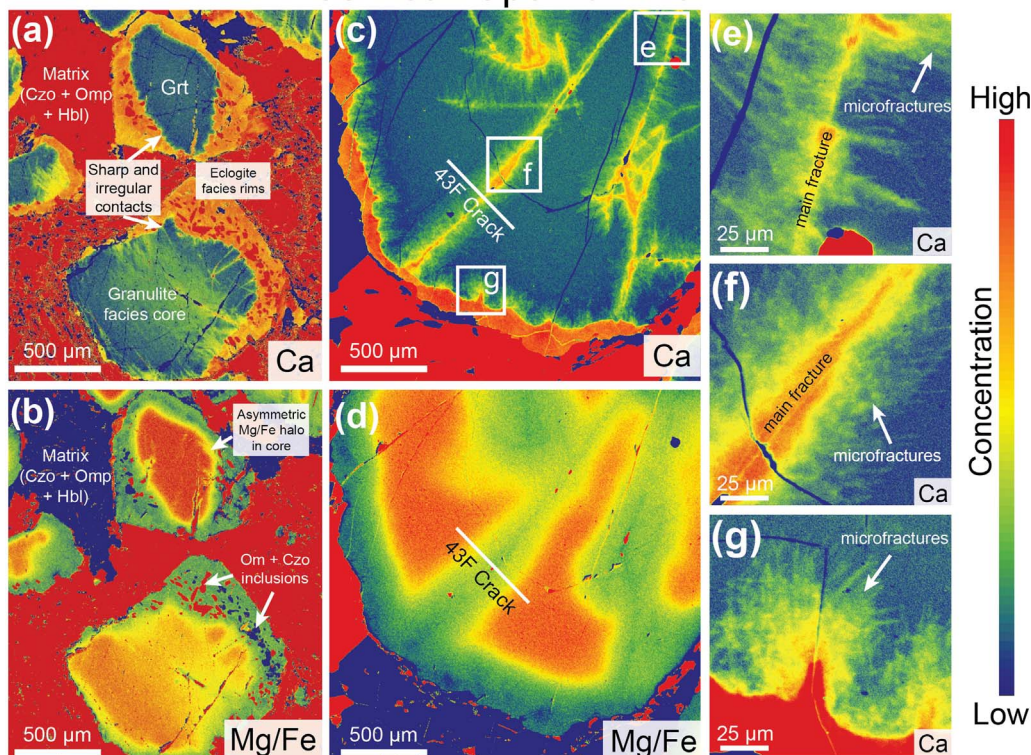 (a)
Matrix
(Czo + Omp
+ Hbl)
Grt
Sharp and
irregular
contacts
Eclogite
facies rims
Granulite
facies core
500 µm
Ca
(b)
Matrix
(Czo + Omp
+ Hbl)
Asymmetric
Mg/Fe halo
in core
Om + Czo
inclusions
500 µm
Mg/Fe
(c)
e
f
43F Crack
g
500 µm
Ca
(d)
43F Crack
500 µm
Mg/Fe
(e)
microfractures
main fracture
25 µm
Ca
(f)
main fracture
microfractures
25 µm
Ca
(g)
microfractures
25 µm
Ca
High
Concentration
Low